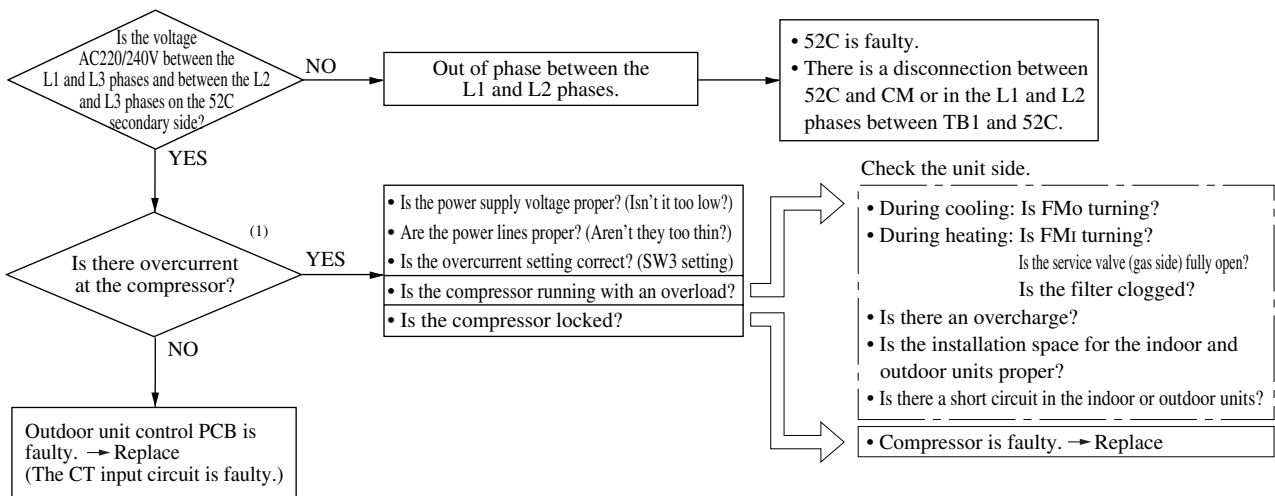 Is the voltage
AC220/240V between the
L1 and L3 phases and between the L2
and L3 phases on the 52C
secondary side?
NO
Out of phase between the
L1 and L2 phases.
• 52C is faulty.
• There is a disconnection between
52C and CM or in the L1 and L2
phases between TB1 and 52C.
YES
(1)
Is there overcurrent
at the compressor?
YES
• Is the power supply voltage proper? (Isn't it too low?)
• Are the power lines proper? (Aren't they too thin?)
• Is the overcurrent setting correct? (SW3 setting)
• Is the compressor running with an overload?
• Is the compressor locked?
Check the unit side.
• During cooling: Is FMO turning?
• During heating: Is FMI turning?
Is the service valve (gas side) fully open?
Is the filter clogged?
• Is there an overcharge?
• Is the installation space for the indoor and
outdoor units proper?
• Is there a short circuit in the indoor or outdoor units?
• Compressor is faulty. → Replace
NO
Outdoor unit control PCB is
faulty. → Replace
(The CT input circuit is faulty.)